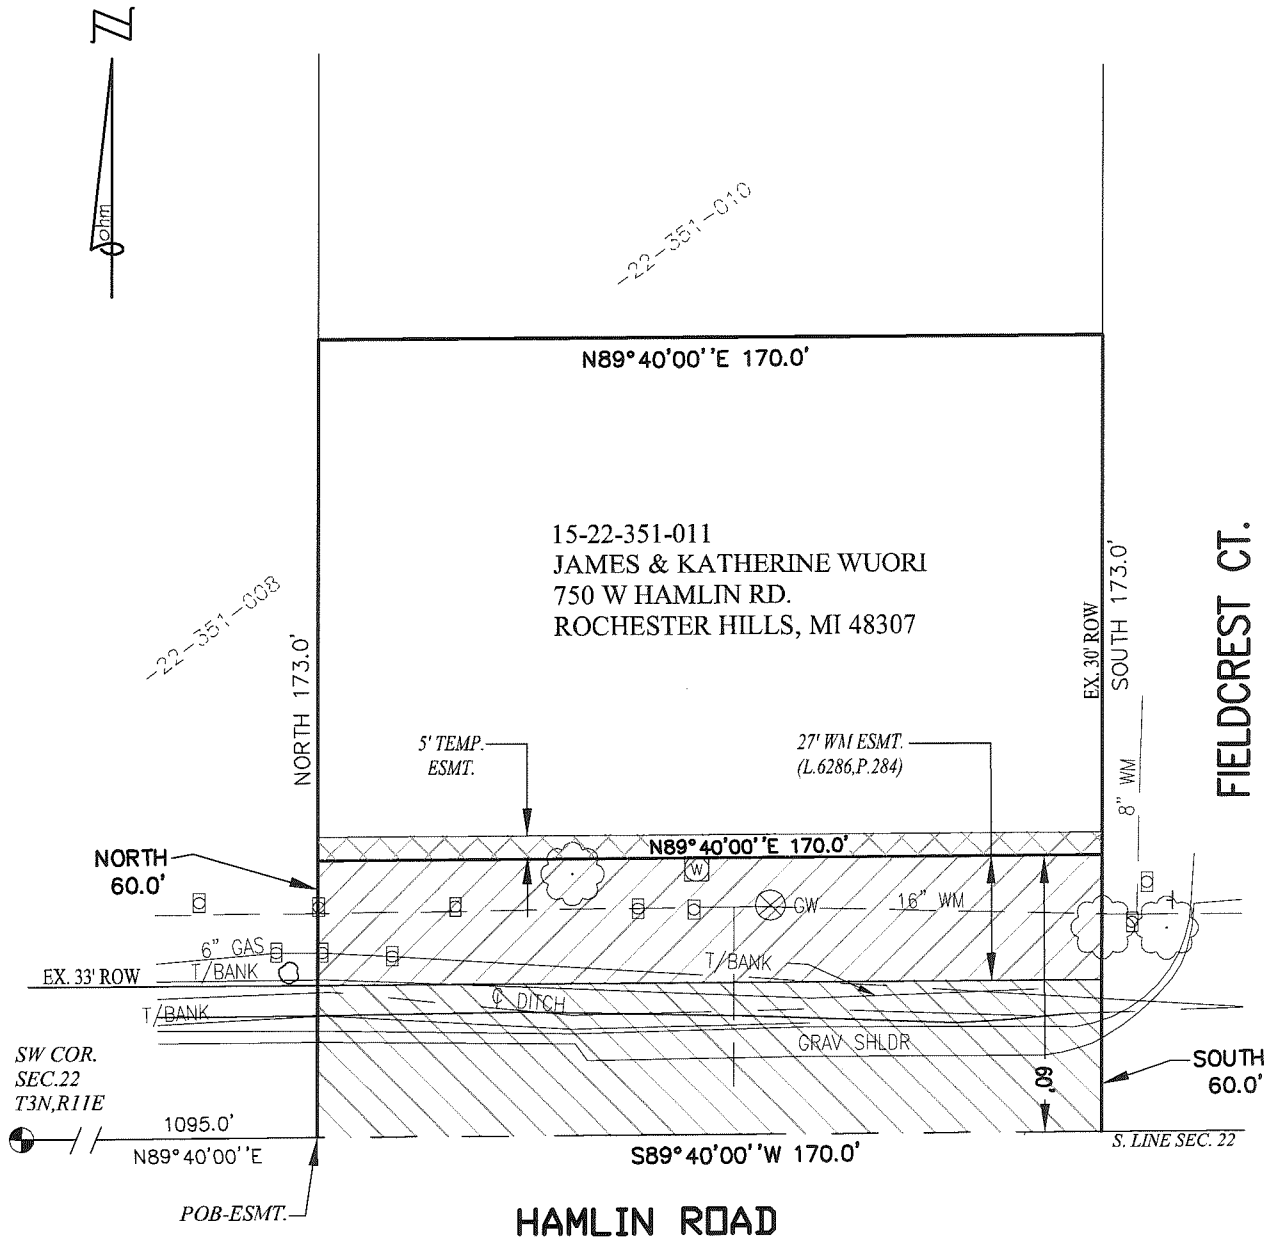 N
ohm
-22-351-010
N89°40'00''E 170.0'
15-22-351-011
JAMES & KATHERINE WUORI
750 W HAMLIN RD.
ROCHESTER HILLS, MI 48307
-22-351-008
NORTH 173.0'
EX. 30' ROW
SOUTH 173.0'
FIELDCREST CT.
5' TEMP.
ESMT.
27' WM ESMT.
(L.6286,P.284)
8" WM
N89°40'00''E 170.0'
NORTH
60.0'
W
GW
16" WM
6" GAS
T/BANK
T/BANK
EX. 33' ROW
℄ DITCH
T/BANK
GRAV SHLDR
60'
SOUTH
60.0'
SW COR.
SEC.22
T3N,R11E
1095.0'
N89°40'00''E
S89°40'00''W 170.0'
S. LINE SEC. 22
POB-ESMT.
HAMLIN ROAD